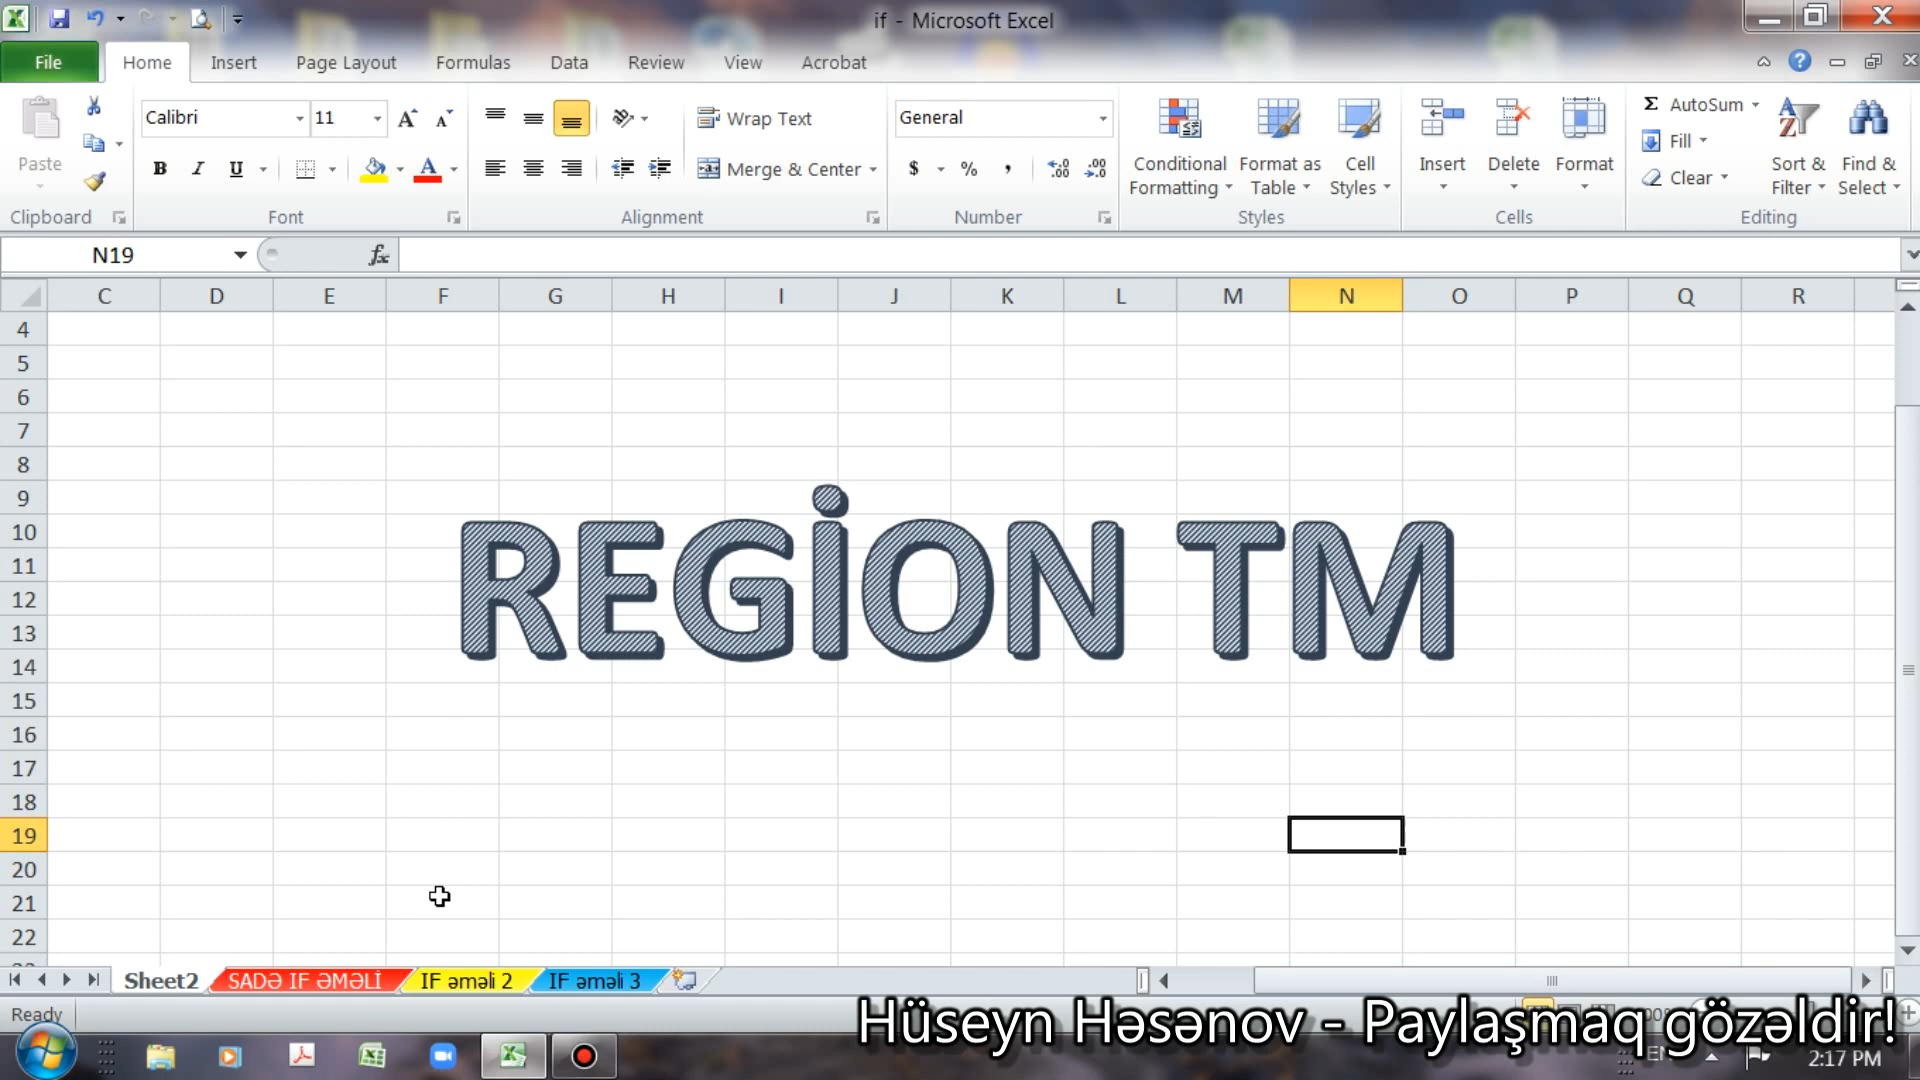 if - Microsoft Excel
File Home Insert Page Layout Formulas Data Review View Acrobat
Paste
Calibri 11
B I U
Wrap Text
Merge & Center
General
$ % ,
Conditional Formatting
Format as Table
Cell Styles
Insert Delete Format
Σ AutoSum
Fill
Clear
Sort & Filter
Find & Select
Clipboard Font Alignment Number Styles Cells Editing
N19 fx
C D E F G H I J K L M N O P Q R
4
5
6
7
8
9
10
11
12
13
14
15
16
17
18
19
20
21
22
REGİON TM
Sheet2 SADƏ IF ƏMƏLİ IF əməli 2 IF əməli 3
Ready
Hüseyn Həsənov - Paylaşmaq gözəldir!
2:17 PM